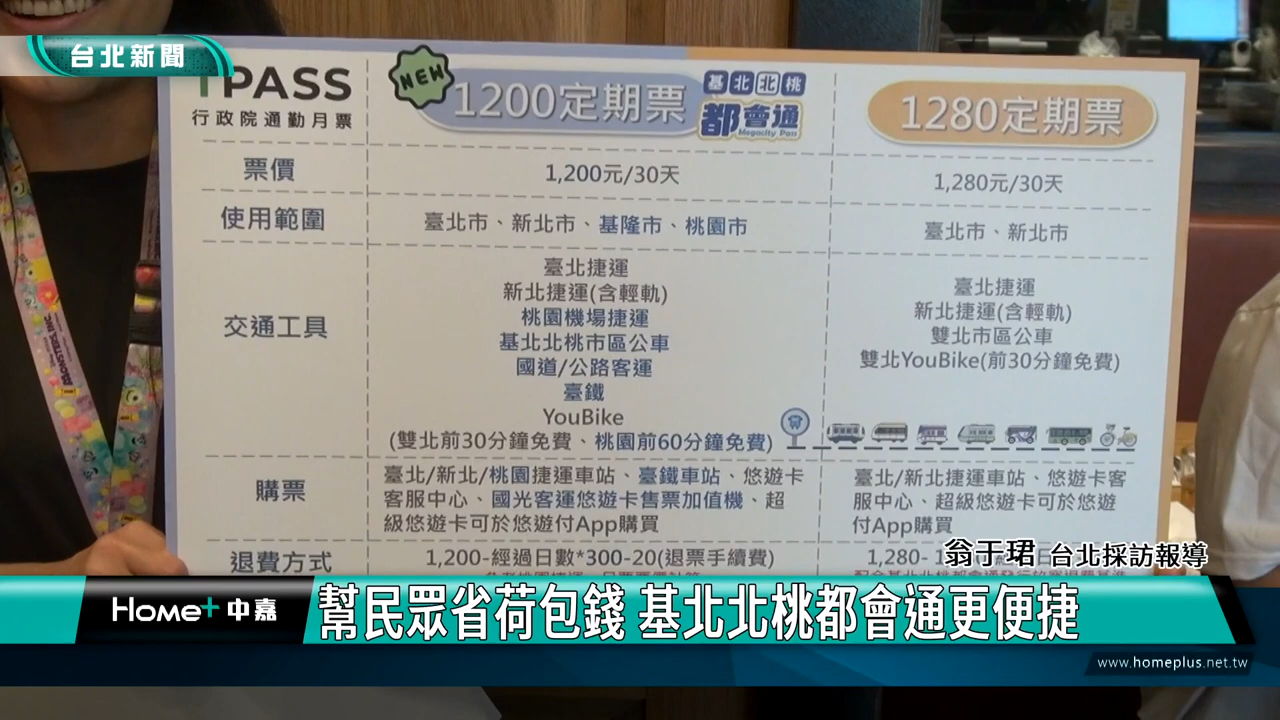 台北新聞
TPASS
行政院通勤月票
NEW
1200定期票
基北北桃
都會通
Megacity Pass
1280定期票
票價
1,200元/30天
1,280元/30天
使用範圍
臺北市、新北市、基隆市、桃園市
臺北市、新北市
交通工具
臺北捷運
新北捷運(含輕軌)
桃園機場捷運
基北北桃市區公車
國道/公路客運
臺鐵
YouBike
(雙北前30分鐘免費、桃園前60分鐘免費)
臺北捷運
新北捷運(含輕軌)
雙北市區公車
雙北YouBike(前30分鐘免費)
購票
臺北/新北/桃園捷運車站、臺鐵車站、悠遊卡
客服中心、國光客運悠遊卡售票加值機、超
級悠遊卡可於悠遊付App購買
臺北/新北捷運車站、悠遊卡客
服中心、超級悠遊卡可於悠遊
付App購買
退費方式
1,200-經過日數*300-20(退票手續費)
1,280-
翁于珺 台北採訪報導
Home+ 中嘉
幫民眾省荷包錢 基北北桃都會通更便捷
www.homeplus.net.tw